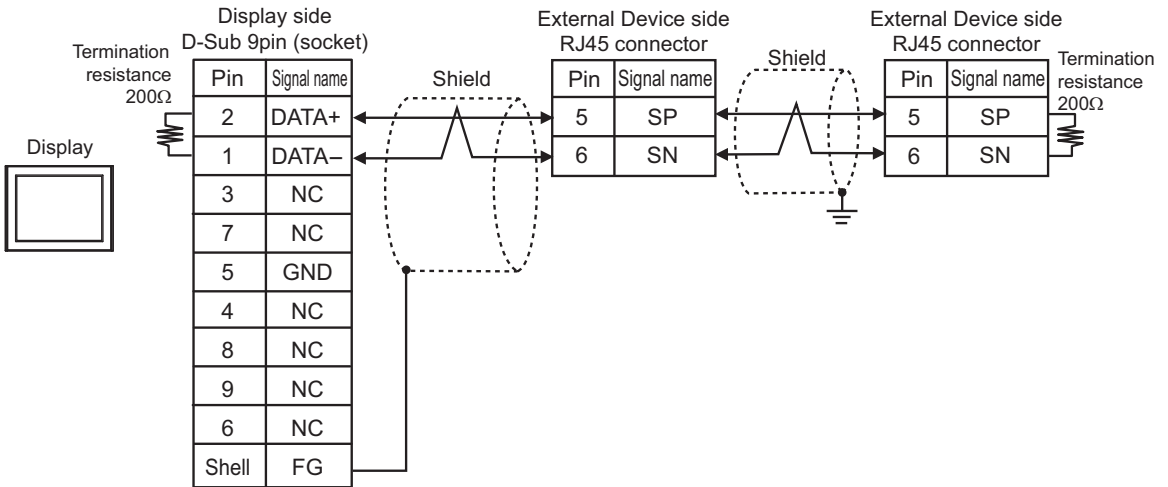 Display side
D-Sub 9pin (socket)
External Device side
RJ45 connector
External Device side
RJ45 connector
Termination
resistance
200Ω
Shield
Shield
Termination
resistance
200Ω
Display
Pin Signal name
2 DATA+
1 DATA–
3 NC
7 NC
5 GND
4 NC
8 NC
9 NC
6 NC
Shell FG
Pin Signal name
5 SP
6 SN
Pin Signal name
5 SP
6 SN